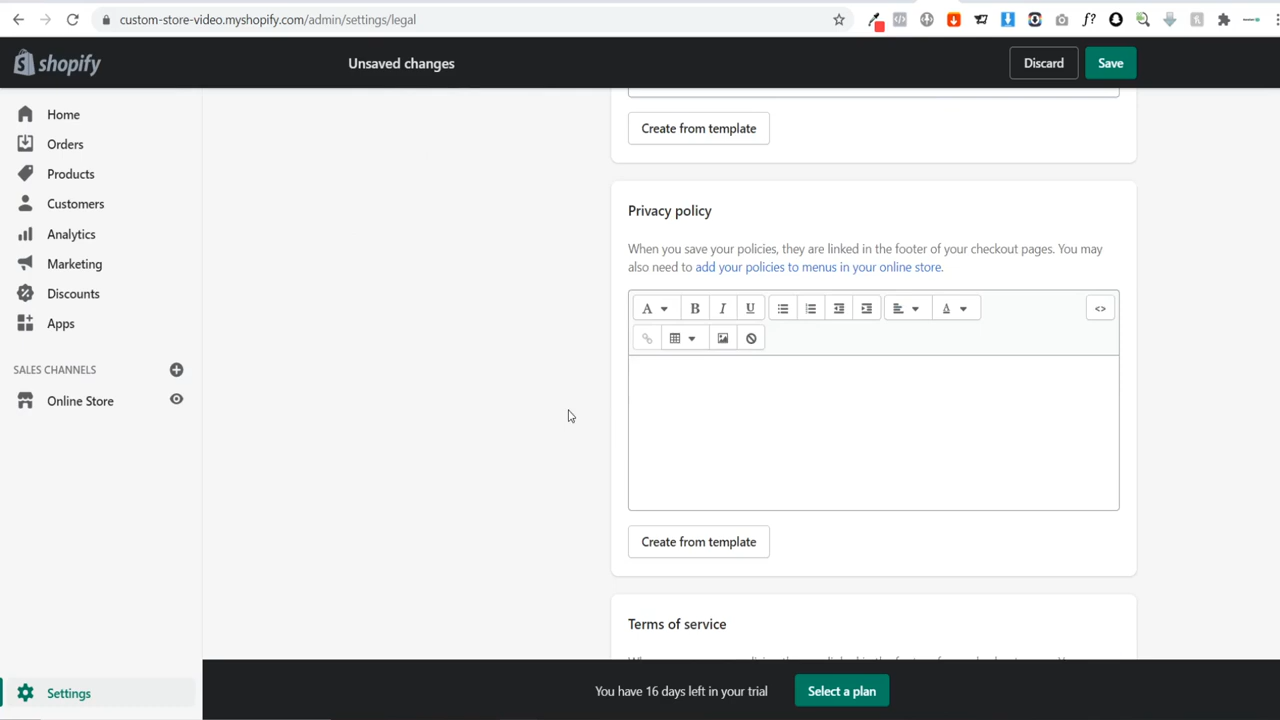 custom-store-video.myshopify.com/admin/settings/legal
shopify
Unsaved changes
Discard
Save
Home
Orders
Products
Customers
Analytics
Marketing
Discounts
Apps
SALES CHANNELS
Online Store
Settings
Create from template
Privacy policy
When you save your policies, they are linked in the footer of your checkout pages. You may
also need to add your policies to menus in your online store.
A
B
I
U
A
<>
Create from template
Terms of service
You have 16 days left in your trial
Select a plan